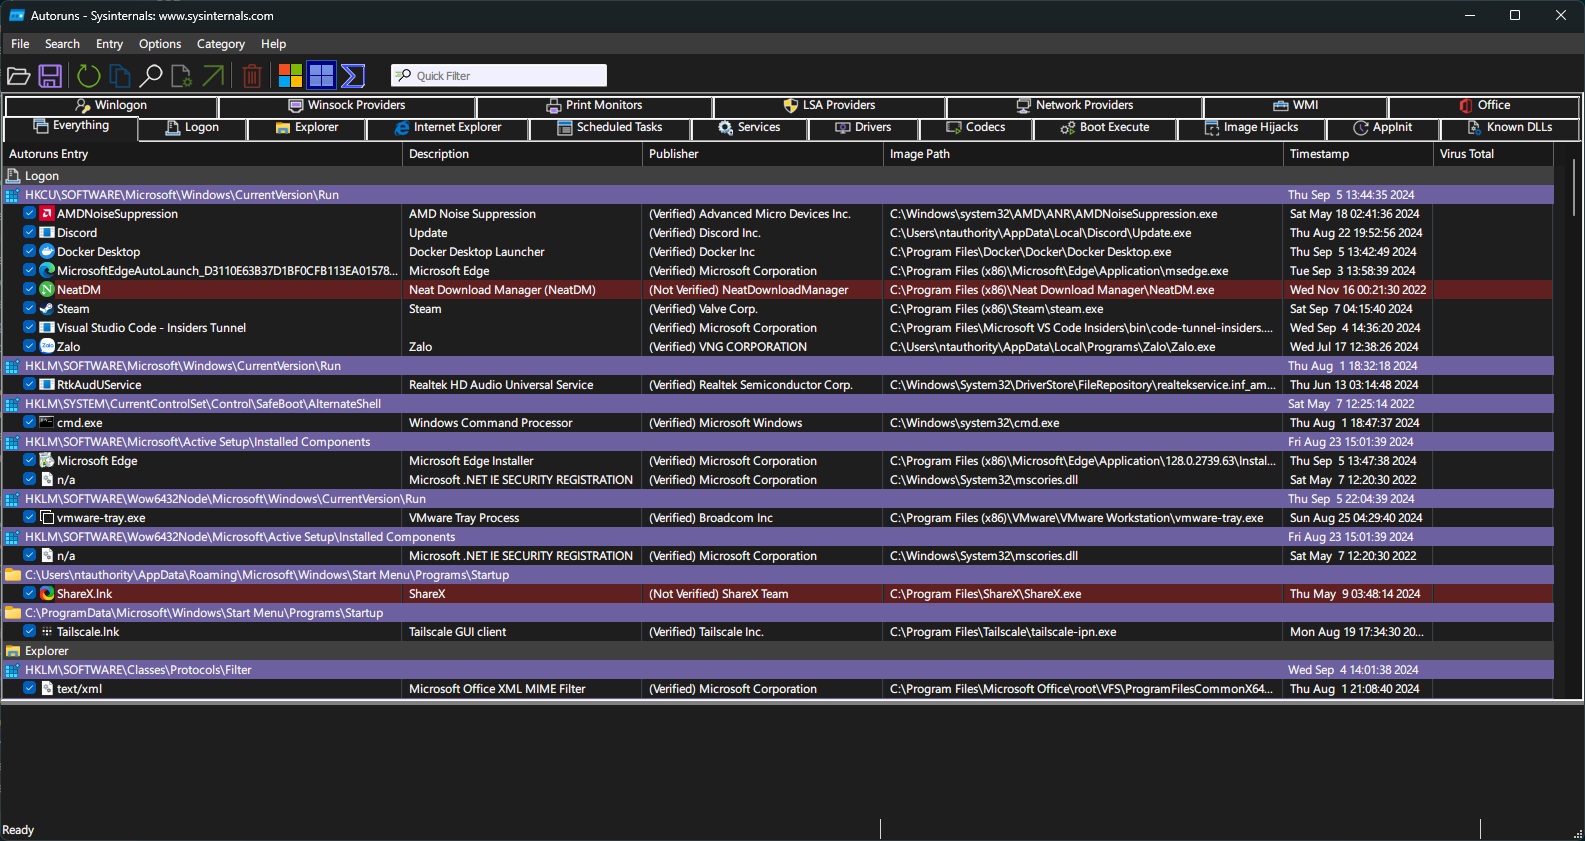 Autoruns - Sysinternals: www.sysinternals.com
File Search Entry Options Category Help
Quick Filter
Winlogon Winsock Providers Print Monitors LSA Providers Network Providers WMI Office
Everything Logon Explorer Internet Explorer Scheduled Tasks Services Drivers Codecs Boot Execute Image Hijacks AppInit Known DLLs
Autoruns Entry Description Publisher Image Path Timestamp Virus Total
Logon
HKCU\SOFTWARE\Microsoft\Windows\CurrentVersion\Run Thu Sep 5 13:44:35 2024
AMDNoiseSuppression AMD Noise Suppression (Verified) Advanced Micro Devices Inc. C:\Windows\system32\AMD\ANR\AMDNoiseSuppression.exe Sat May 18 02:41:36 2024
Discord Update (Verified) Discord Inc. C:\Users\ntauthority\AppData\Local\Discord\Update.exe Thu Aug 22 19:52:56 2024
Docker Desktop Docker Desktop Launcher (Verified) Docker Inc C:\Program Files\Docker\Docker\Docker Desktop.exe Thu Sep 5 13:42:49 2024
MicrosoftEdgeAutoLaunch_D3110E63B37D1BF0CFB113EA01578... Microsoft Edge (Verified) Microsoft Corporation C:\Program Files (x86)\Microsoft\Edge\Application\msedge.exe Tue Sep 3 13:58:39 2024
NeatDM Neat Download Manager (NeatDM) (Not Verified) NeatDownloadManager C:\Program Files (x86)\Neat Download Manager\NeatDM.exe Wed Nov 16 00:21:30 2022
Steam Steam (Verified) Valve Corp. C:\Program Files (x86)\Steam\steam.exe Sat Sep 7 04:15:40 2024
Visual Studio Code - Insiders Tunnel (Verified) Microsoft Corporation C:\Program Files\Microsoft VS Code Insiders\bin\code-tunnel-insiders.... Wed Sep 4 14:36:20 2024
Zalo Zalo (Verified) VNG CORPORATION C:\Users\ntauthority\AppData\Local\Programs\Zalo\Zalo.exe Wed Jul 17 12:38:26 2024
HKLM\SOFTWARE\Microsoft\Windows\CurrentVersion\Run Thu Aug 1 18:32:18 2024
RtkAudUService Realtek HD Audio Universal Service (Verified) Realtek Semiconductor Corp. C:\Windows\System32\DriverStore\FileRepository\realtekservice.inf_am... Thu Jun 13 03:14:48 2024
HKLM\SYSTEM\CurrentControlSet\Control\SafeBoot\AlternateShell Sat May 7 12:25:14 2022
cmd.exe Windows Command Processor (Verified) Microsoft Windows C:\Windows\system32\cmd.exe Thu Aug 1 18:47:37 2024
HKLM\SOFTWARE\Microsoft\Active Setup\Installed Components Fri Aug 23 15:01:39 2024
Microsoft Edge Microsoft Edge Installer (Verified) Microsoft Corporation C:\Program Files (x86)\Microsoft\Edge\Application\128.0.2739.63\Instal... Thu Sep 5 13:47:38 2024
n/a Microsoft .NET IE SECURITY REGISTRATION (Verified) Microsoft Corporation C:\Windows\System32\mscories.dll Sat May 7 12:20:30 2022
HKLM\SOFTWARE\Wow6432Node\Microsoft\Windows\CurrentVersion\Run Thu Sep 5 22:04:39 2024
vmware-tray.exe VMware Tray Process (Verified) Broadcom Inc C:\Program Files (x86)\VMware\VMware Workstation\vmware-tray.exe Sun Aug 25 04:29:40 2024
HKLM\SOFTWARE\Wow6432Node\Microsoft\Active Setup\Installed Components Fri Aug 23 15:01:39 2024
n/a Microsoft .NET IE SECURITY REGISTRATION (Verified) Microsoft Corporation C:\Windows\System32\mscories.dll Sat May 7 12:20:30 2022
C:\Users\ntauthority\AppData\Roaming\Microsoft\Windows\Start Menu\Programs\Startup
ShareX.lnk ShareX (Not Verified) ShareX Team C:\Program Files\ShareX\ShareX.exe Thu May 9 03:48:14 2024
C:\ProgramData\Microsoft\Windows\Start Menu\Programs\Startup
Tailscale.lnk Tailscale GUI client (Verified) Tailscale Inc. C:\Program Files\Tailscale\tailscale-ipn.exe Mon Aug 19 17:34:30 20...
Explorer
HKLM\SOFTWARE\Classes\Protocols\Filter Wed Sep 4 14:01:38 2024
text/xml Microsoft Office XML MIME Filter (Verified) Microsoft Corporation C:\Program Files\Microsoft Office\root\VFS\ProgramFilesCommonX64... Thu Aug 1 21:08:40 2024
Ready